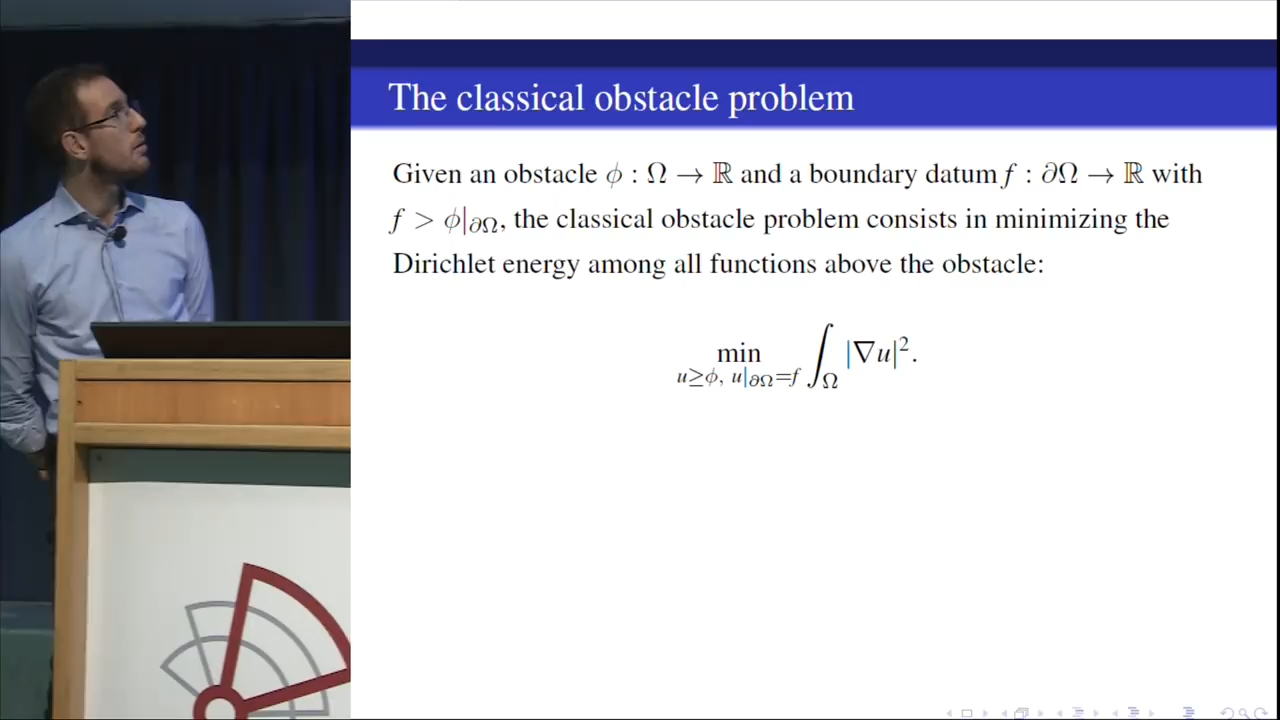 The classical obstacle problem
Given an obstacle ϕ : Ω → ℝ and a boundary datum f : ∂Ω → ℝ with
f > ϕ|∂Ω, the classical obstacle problem consists in minimizing the
Dirichlet energy among all functions above the obstacle:
min ∫Ω |∇u|².
u≥ϕ, u|∂Ω=f